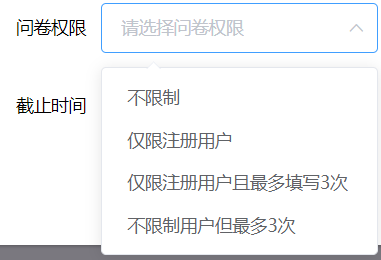 问卷权限 请选择问卷权限
不限制
截止时间
仅限注册用户
仅限注册用户且最多填写3次
不限制用户但最多3次